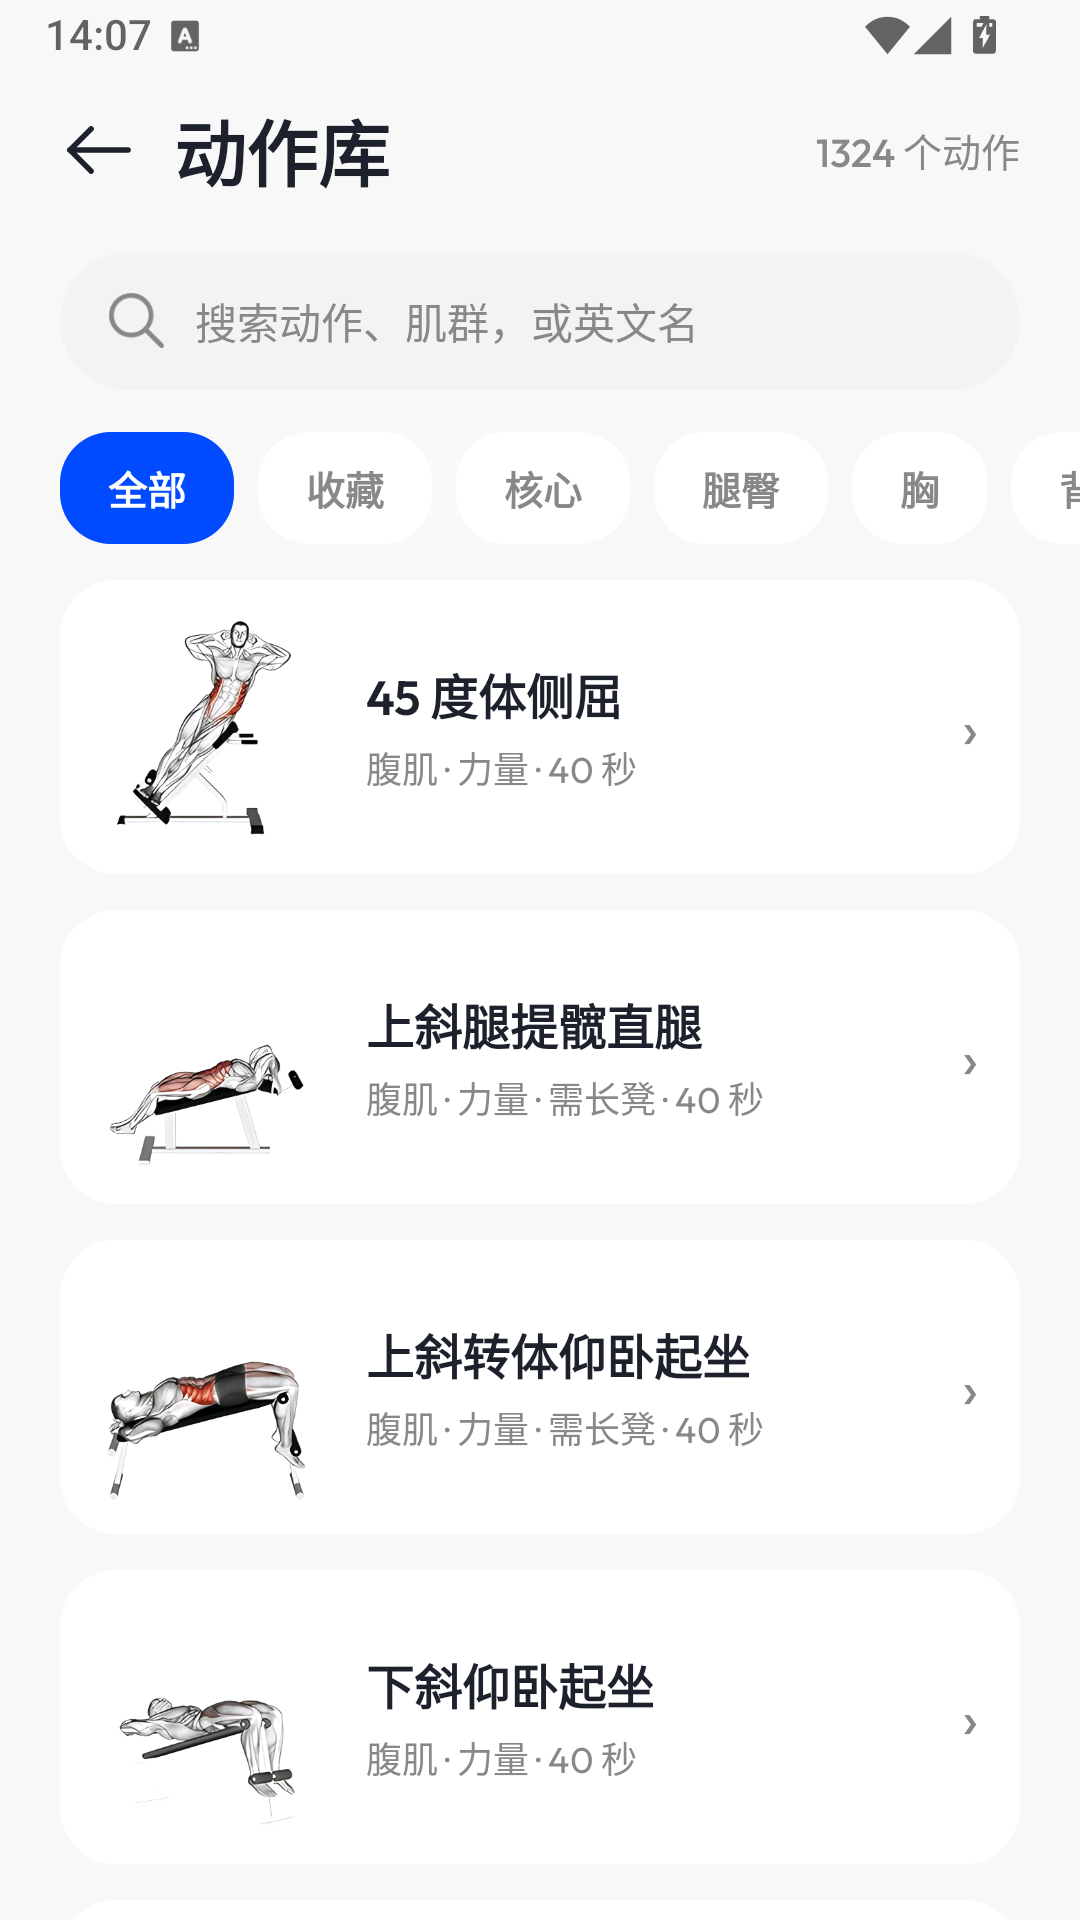 14:07
动作库
1324 个动作
搜索动作、肌群，或英文名
全部 收藏 核心 腿臀 胸
45 度体侧屈
腹肌·力量·40 秒
上斜腿提髋直腿
腹肌·力量·需长凳·40 秒
上斜转体仰卧起坐
腹肌·力量·需长凳·40 秒
下斜仰卧起坐
腹肌·力量·40 秒